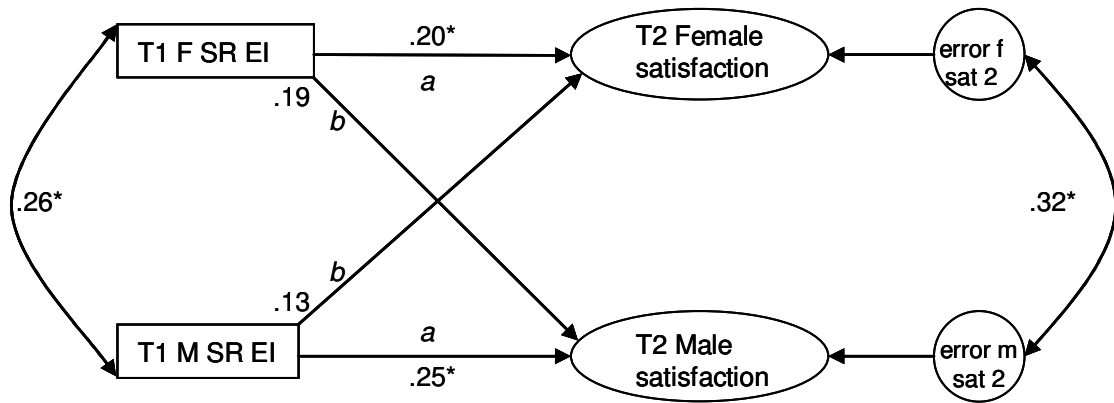 T1 F SR EI
.20*
a
T2 Female
satisfaction
error f
sat 2
.19
b
.26*
.32*
b
.13
T1 M SR EI
a
.25*
T2 Male
satisfaction
error m
sat 2